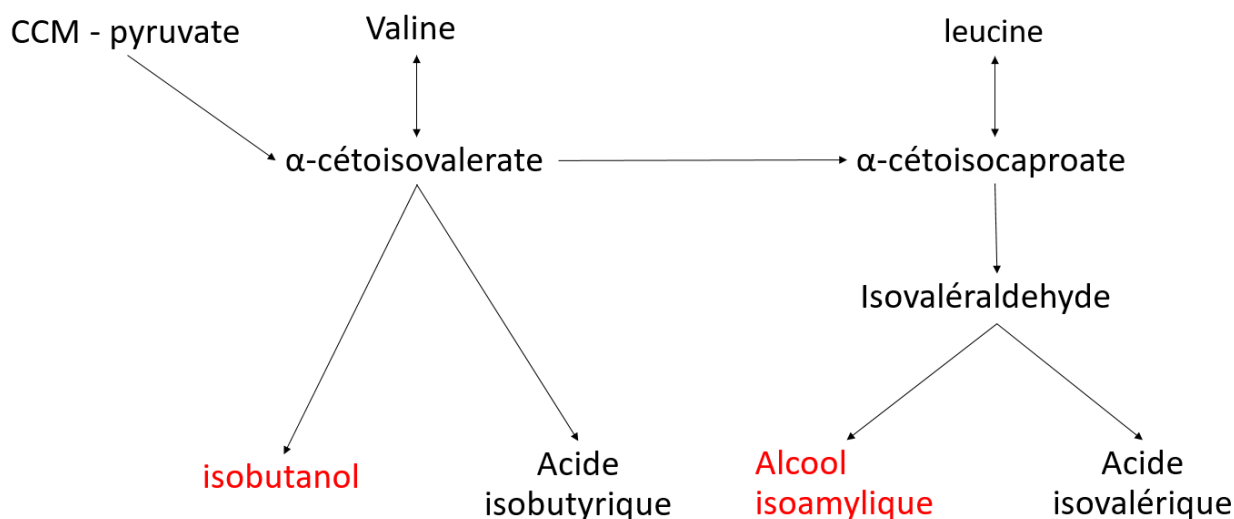 CCM - pyruvate
Valine
leucine
α-cétoisovalerate
α-cétoisocaproate
Isovaléraldehyde
isobutanol
Acide
isobutyrique
Alcool
isoamylique
Acide
isovalérique